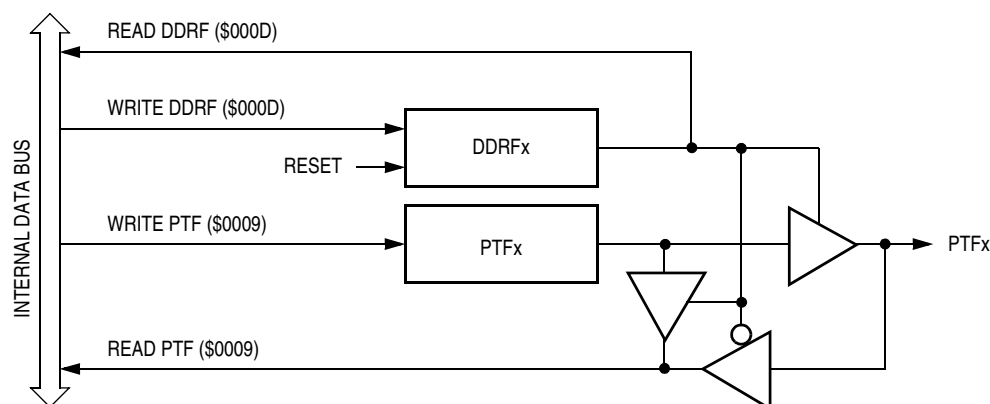 READ DDRF ($000D)
WRITE DDRF ($000D)
DDRFx
RESET
INTERNAL DATA BUS
WRITE PTF ($0009)
PTFx
PTFx
READ PTF ($0009)